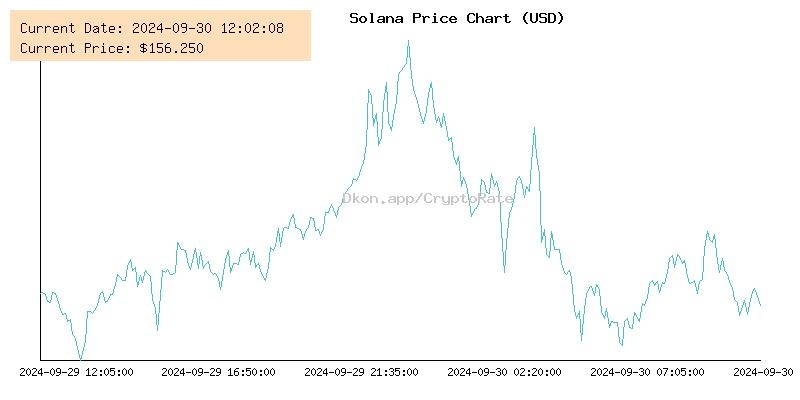 Solana Price Chart (USD)
Current Date: 2024-09-30 12:02:08
Current Price: $156.250
Dkon.app/CryptoRate
2024-09-29 12:05:00 2024-09-29 16:50:00 2024-09-29 21:35:00 2024-09-30 02:20:00 2024-09-30 07:05:00 2024-09-30